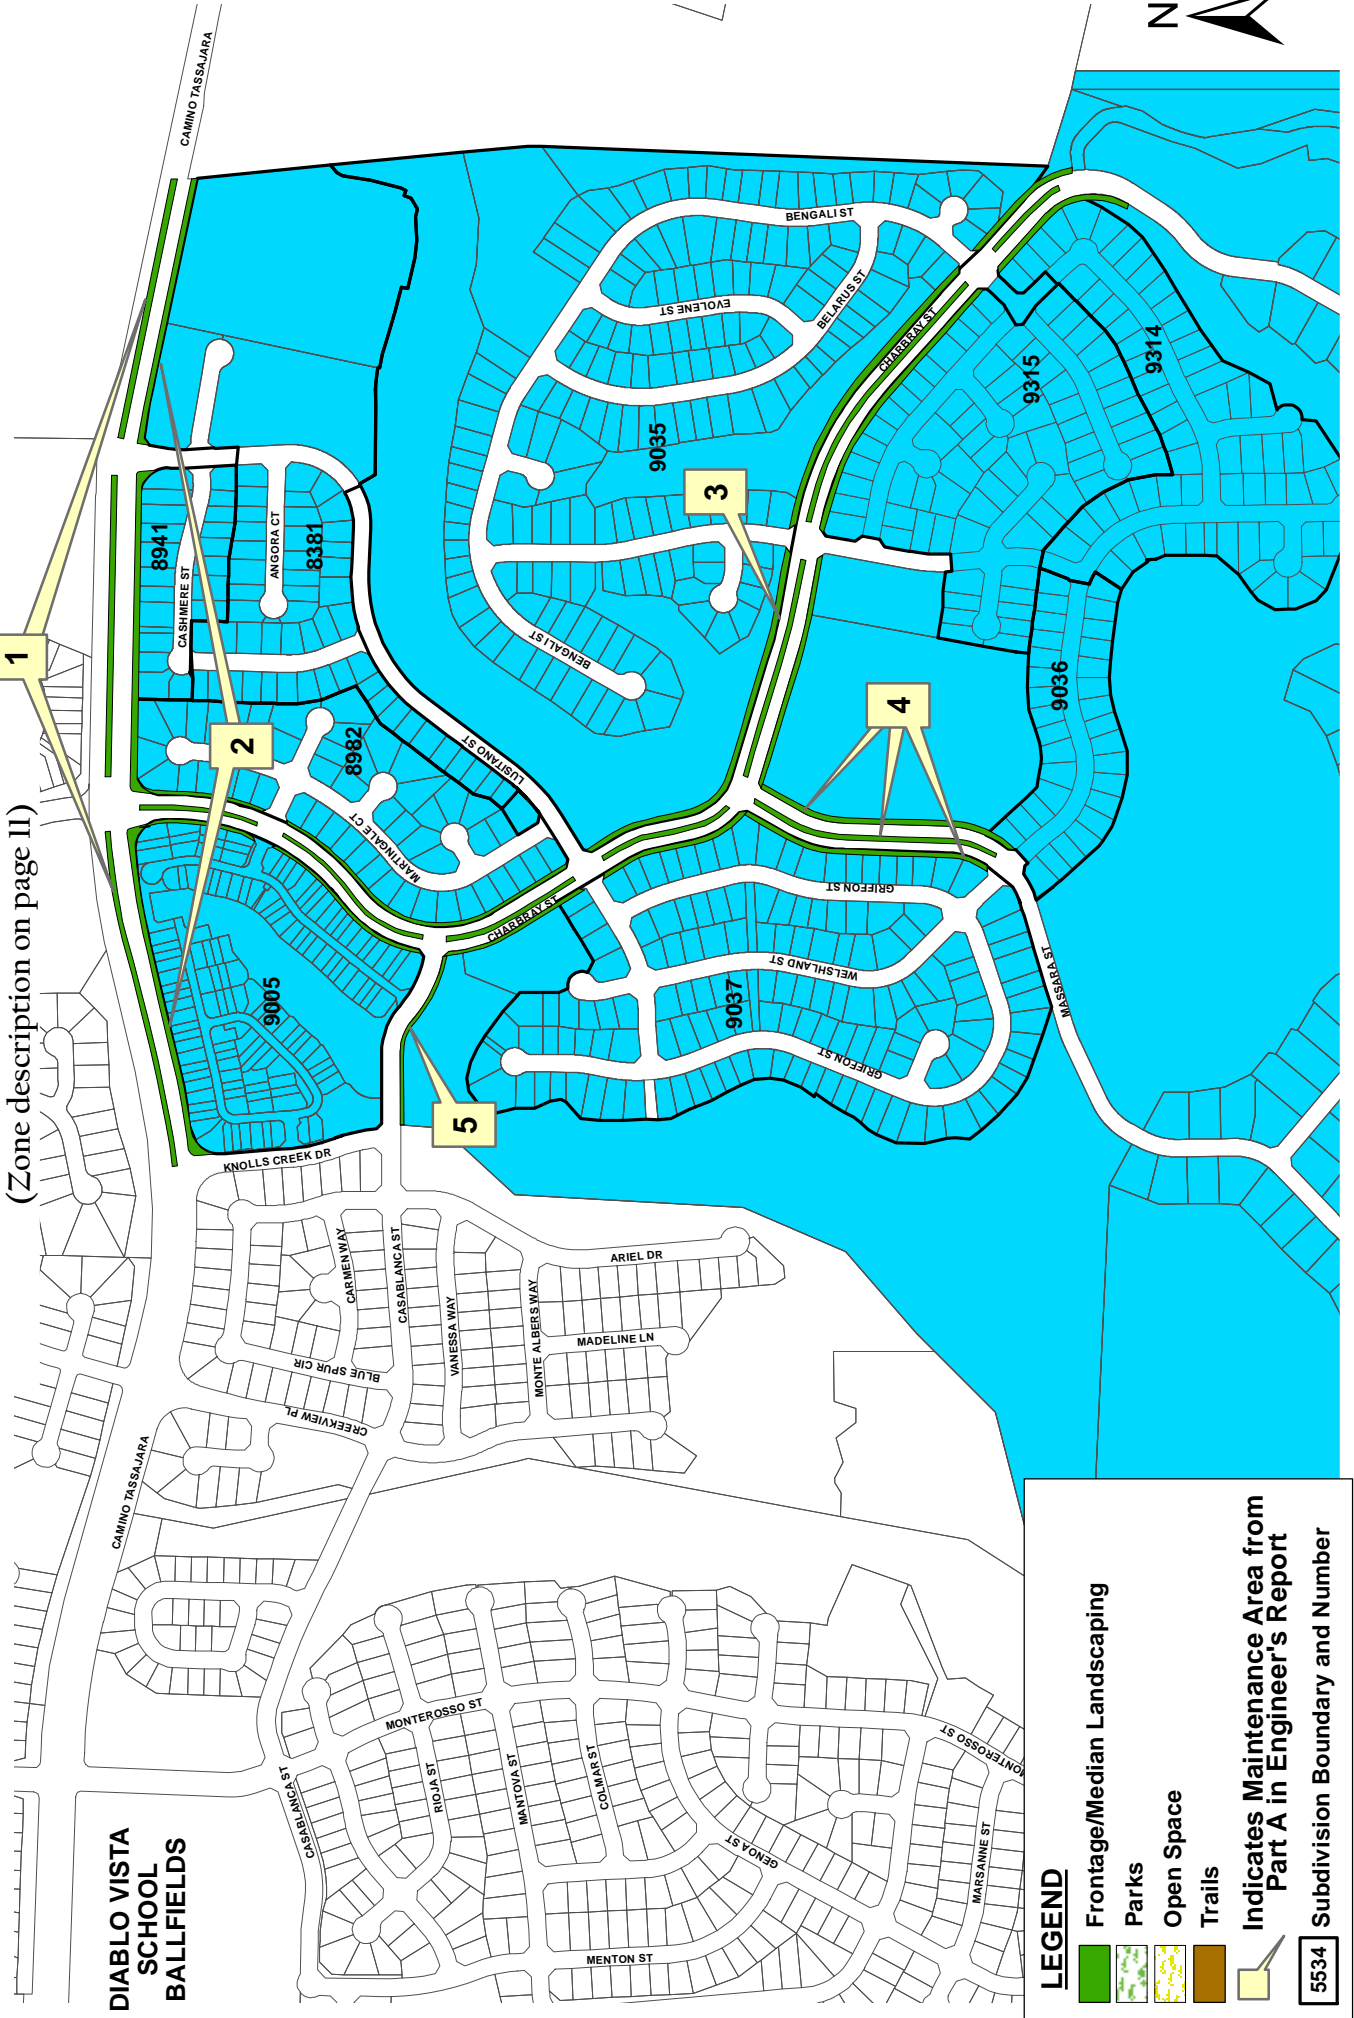 (Zone description on page 11)
N
CAMINO TASSAJARA
1
8941
CASHMERE ST
ANGORA CT
8381
2
8982
LUSITANO ST
MARTINGALE CT
CHARBRAY ST
9005
KNOLLS CREEK DR
5
BENGALI ST
EVOLENE ST
BELARUS ST
BENGALI ST
9035
3
CHARBRAY ST
9315
9314
9036
4
GRIFFON ST
WELSHLAND ST
9037
GRIFFON ST
MASSARA ST
CARMEN WAY
CASABLANCA ST
VANESSA WAY
MONTE ALBERS WAY
ARIEL DR
MADELINE LN
BLUE SPUR CIR
CREEKVIEW PL
CAMINO TASSAJARA
MONTEROSSO ST
RIOJA ST
MANTOVA ST
COLMAR ST
GENOA ST
CASABLANCA ST
MENTON ST
MARSANNE ST
MONTEROSSO ST
DIABLO VISTA
SCHOOL
BALLFIELDS
LEGEND
Frontage/Median Landscaping
Parks
Open Space
Trails
Indicates Maintenance Area from
Part A in Engineer's Report
5534
Subdivision Boundary and Number